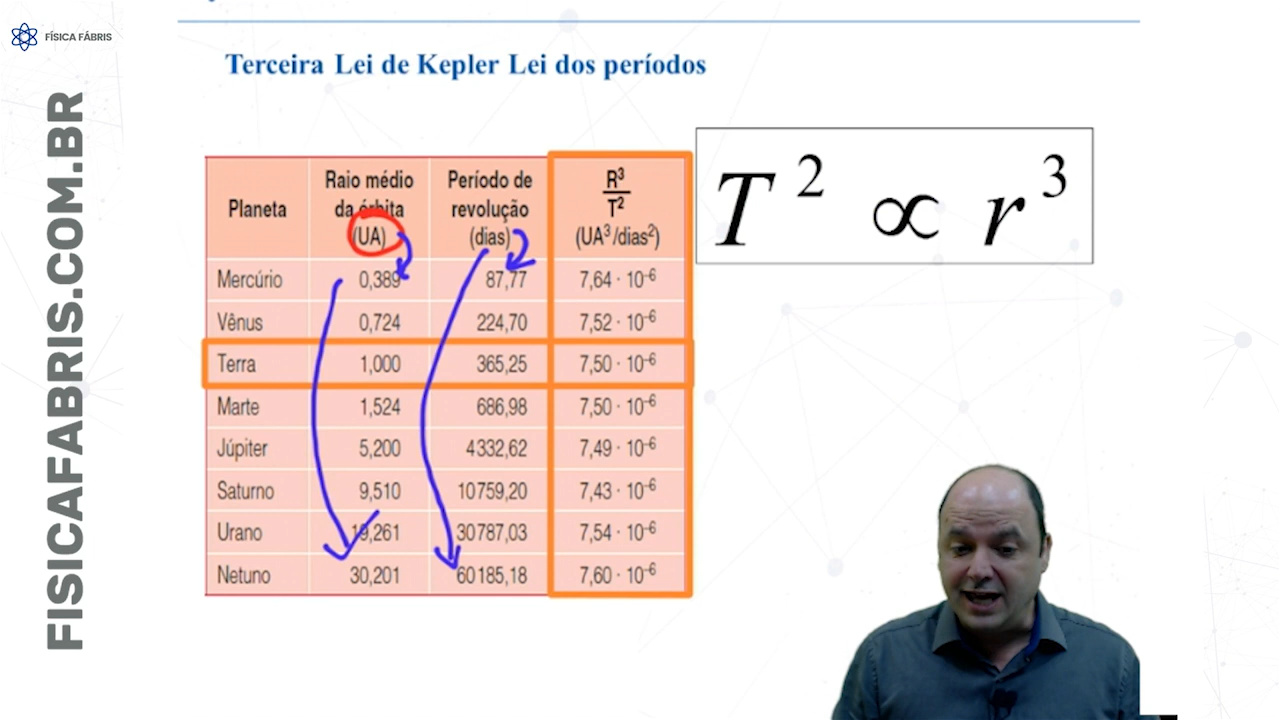 FÍSICA FÁBRIS
FISICAFABRIS.COM.BR
Terceira Lei de Kepler Lei dos períodos
T² ∝ r³
Planeta Raio médio da órbita (UA) Período de revolução (dias) R³/T² (UA³/dias²)
Mercúrio 0,389 87,77 7,64 · 10⁻⁶
Vênus 0,724 224,70 7,52 · 10⁻⁶
Terra 1,000 365,25 7,50 · 10⁻⁶
Marte 1,524 686,98 7,50 · 10⁻⁶
Júpiter 5,200 4332,62 7,49 · 10⁻⁶
Saturno 9,510 10759,20 7,43 · 10⁻⁶
Urano 19,261 30787,03 7,54 · 10⁻⁶
Netuno 30,201 60185,18 7,60 · 10⁻⁶